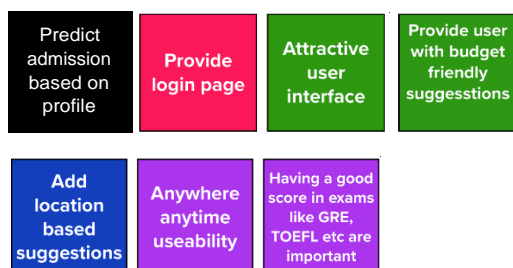 Predict
admission
based on
profile
Provide
login page
Attractive
user
interface
Provide user
with budget
friendly
suggesstions
Add
location
based
suggestions
Anywhere
anytime
useability
Having a good
score in exams
like GRE,
TOEFL etc are
important